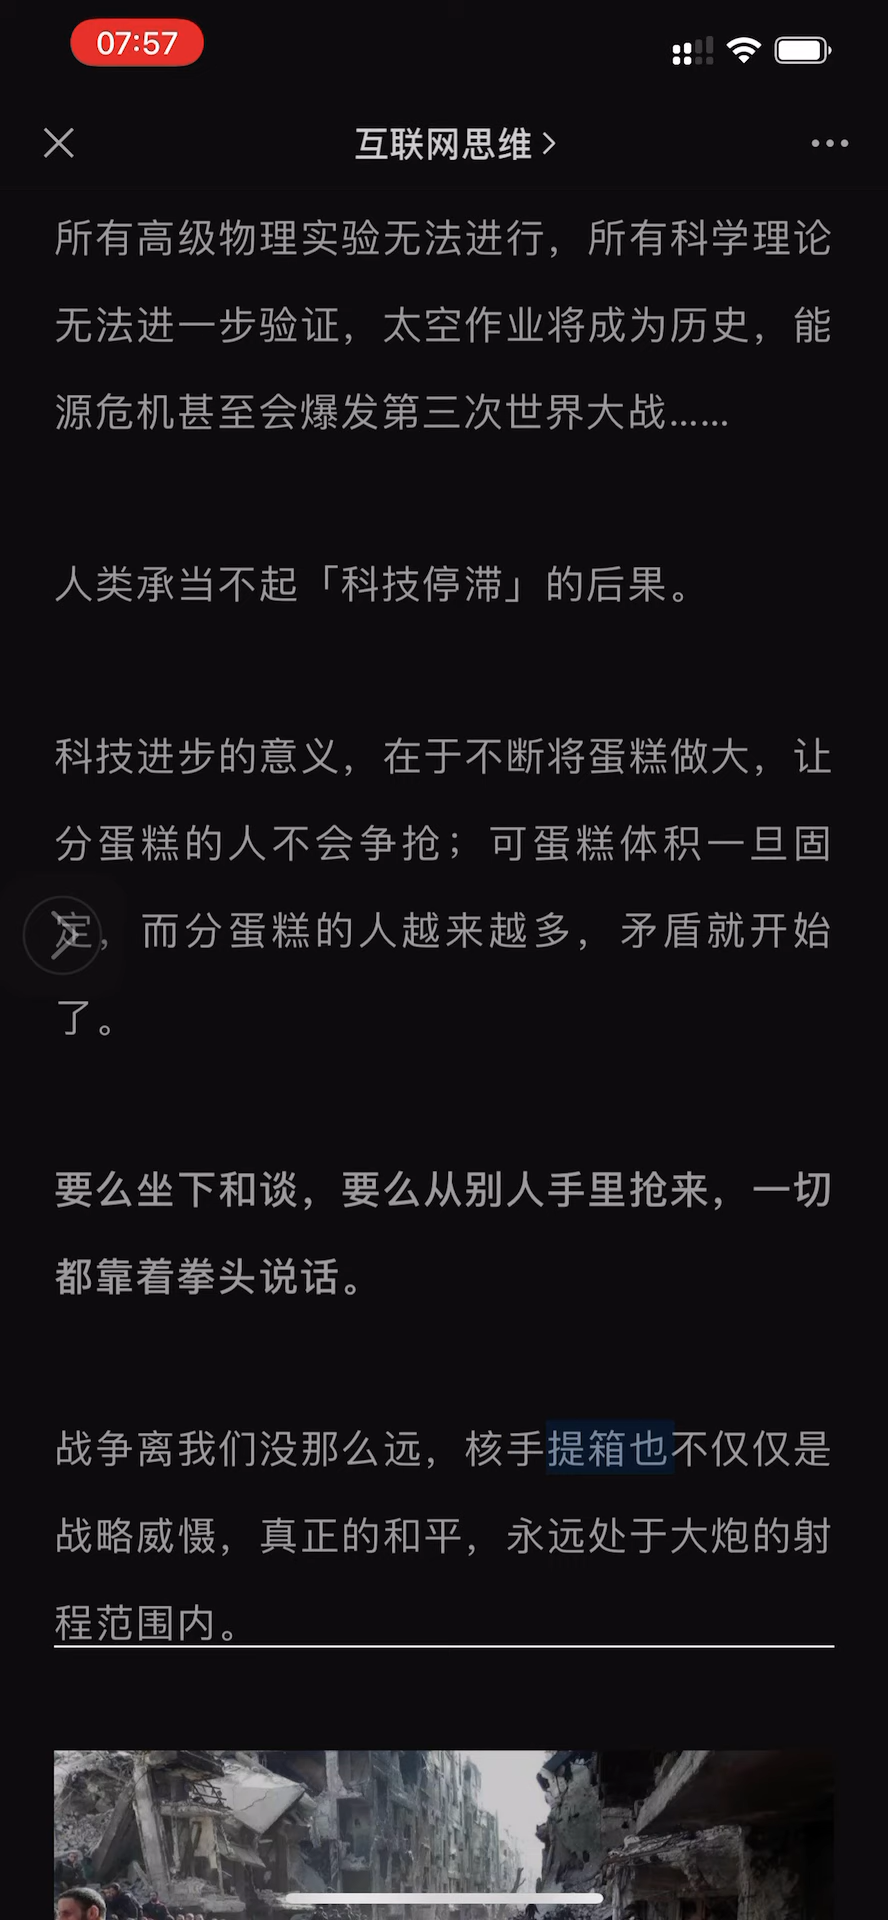 07:57
互联网思维
所有高级物理实验无法进行，所有科学理论
无法进一步验证，太空作业将成为历史，能
源危机甚至会爆发第三次世界大战……
人类承当不起「科技停滞」的后果。
科技进步的意义，在于不断将蛋糕做大，让
分蛋糕的人不会争抢；可蛋糕体积一旦固
定，而分蛋糕的人越来越多，矛盾就开始
了。
要么坐下和谈，要么从别人手里抢来，一切
都靠着拳头说话。
战争离我们没那么远，核手提箱也不仅仅是
战略威慑，真正的和平，永远处于大炮的射
程范围内。